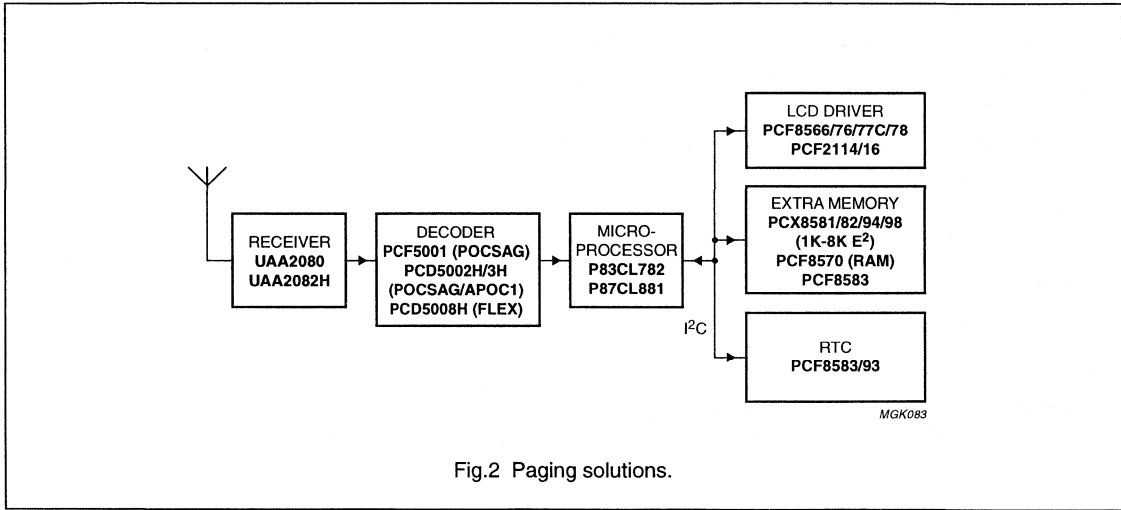 RECEIVER
UAA2080
UAA2082H
DECODER
PCF5001 (POCSAG)
PCD5002H/3H
(POCSAG/APOC1)
PCD5008H (FLEX)
MICRO-
PROCESSOR
P83CL782
P87CL881
I²C
LCD DRIVER
PCF8566/76/77C/78
PCF2114/16
EXTRA MEMORY
PCX8581/82/94/98
(1K-8K E²)
PCF8570 (RAM)
PCF8583
RTC
PCF8583/93
MGK083
Fig.2 Paging solutions.